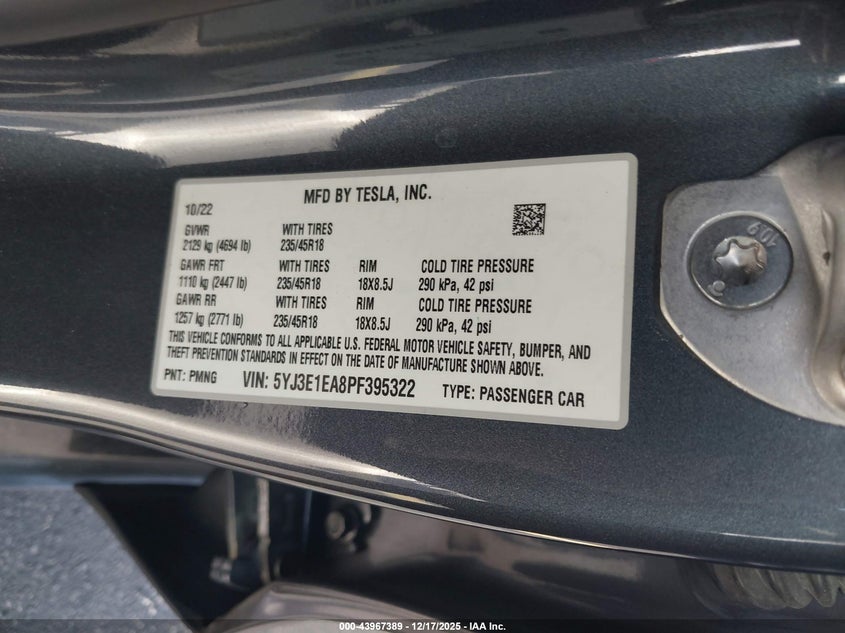 MFD BY TESLA, INC.
10/22
GVWR WITH TIRES
2129 kg (4694 lb) 235/45R18
GAWR FRT WITH TIRES RIM COLD TIRE PRESSURE
1110 kg (2447 lb) 235/45R18 18X8.5J 290 kPa, 42 psi
GAWR RR WITH TIRES RIM COLD TIRE PRESSURE
1257 kg (2771 lb) 235/45R18 18X8.5J 290 kPa, 42 psi
THIS VEHICLE CONFORMS TO ALL APPLICABLE U.S. FEDERAL MOTOR VEHICLE SAFETY, BUMPER, AND
THEFT PREVENTION STANDARDS IN EFFECT ON THE DATE OF MANUFACTURE SHOWN ABOVE.
PNT: PMNG VIN: 5YJ3E1EA8PF395322 TYPE: PASSENGER CAR
10.9
000-43967389 — 12/17/2025 — IAA Inc.